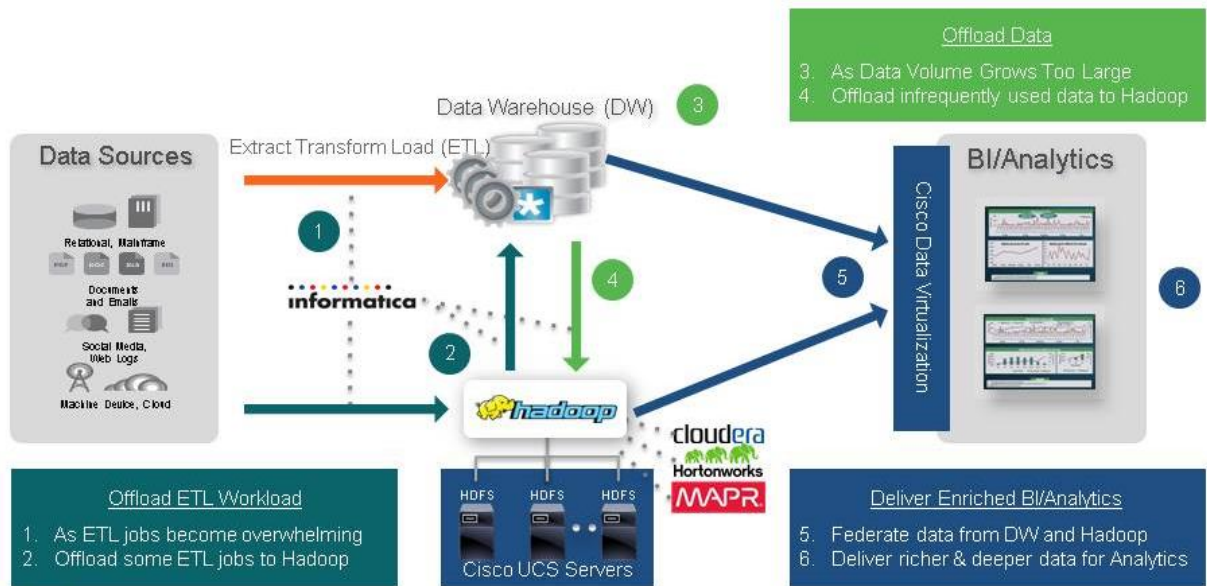 Offload Data
3. As Data Volume Grows Too Large
4. Offload infrequently used data to Hadoop
Data Warehouse (DW)
3
Extract Transform Load (ETL)
Data Sources
Relational, Mainframe
Documents
and Emails
Social Media,
Web Logs
Machine Device, Cloud
1
informatica
2
4
5
Cisco Data Virtualization
BI/Analytics
6
hadoop
cloudera
Hortonworks
MAPR
HDFS
HDFS
HDFS
Cisco UCS Servers
Offload ETL Workload
1. As ETL jobs become overwhelming
2. Offload some ETL jobs to Hadoop
Deliver Enriched BI/Analytics
5. Federate data from DW and Hadoop
6. Deliver richer & deeper data for Analytics